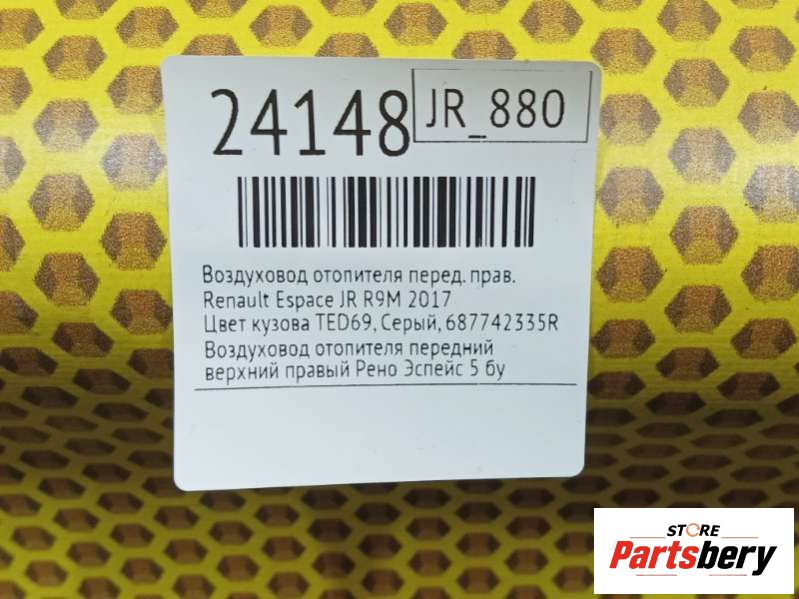 24148
JR_880
Воздуховод отопителя перед. прав.
Renault Espace JR R9M 2017
Цвет кузова TED69, Серый, 687742335R
Воздуховод отопителя передний
верхний правый Рено Эспейс 5 бу
STORE
Partsbery